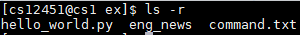 [cs12451@cs1 ex]$ ls -r
hello_world.py  eng_news  command.txt